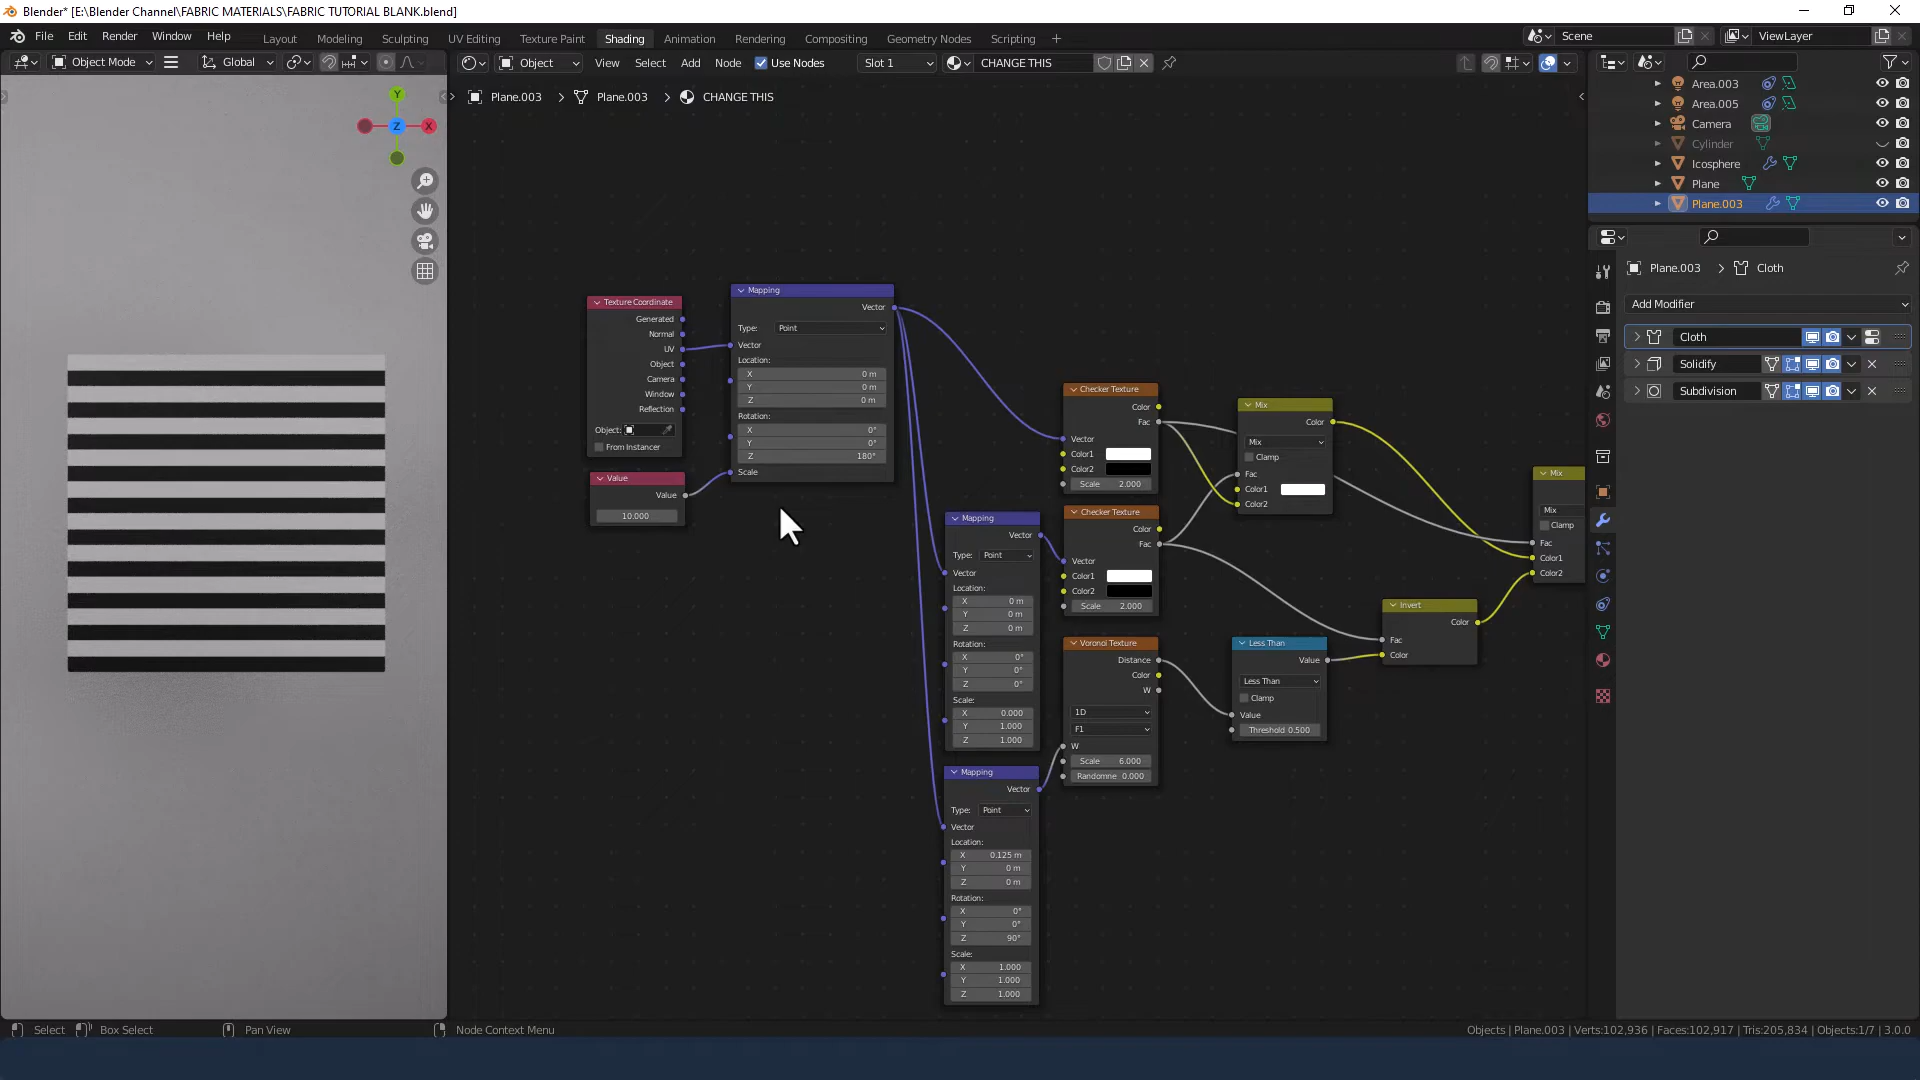 Blender* [E:\Blender Channel\FABRIC MATERIALS\FABRIC TUTORIAL BLANK.blend]
File Edit Render Window Help Layout Modeling Sculpting UV Editing Texture Paint Shading Animation Rendering Compositing Geometry Nodes Scripting + Scene ViewLayer
Object Mode Global Object View Select Add Node Use Nodes Slot 1 CHANGE THIS
Plane.003 > Plane.003 > CHANGE THIS
Y
Z
X
Texture Coordinate
Generated
Normal
UV
Object
Camera
Window
Reflection
Object:
From Instancer
Value
Value
10.000
Mapping
Vector
Type: Point
Vector
Location:
X 0 m
Y 0 m
Z 0 m
Rotation:
X 0°
Y 0°
Z 180°
Scale
Mapping
Vector
Type: Point
Vector
Location:
X 0 m
Y 0 m
Z 0 m
Rotation:
X 0°
Y 0°
Z 0°
Scale:
X 0.000
Y 1.000
Z 1.000
Mapping
Vector
Type: Point
Vector
Location:
X 0.125 m
Y 0 m
Z 0 m
Rotation:
X 0°
Y 0°
Z 90°
Scale:
X 1.000
Y 1.000
Z 1.000
Checker Texture
Color
Fac
Vector
Color1
Color2
Scale 2.000
Checker Texture
Color
Fac
Vector
Color1
Color2
Scale 2.000
Voronoi Texture
Distance
Color
W
1D
F1
W
Scale 6.000
Randomne 0.000
Mix
Color
Mix
Clamp
Fac
Color1
Color2
Less Than
Value
Less Than
Clamp
Value
Threshold 0.500
Invert
Color
Fac
Color
Mix
Mix
Clamp
Fac
Color1
Color2
Area.003
Area.005
Camera
Cylinder
Icosphere
Plane
Plane.003
Plane.003 > Cloth
Add Modifier
Cloth
Solidify
Subdivision
Select Box Select Pan View Node Context Menu Objects | Plane.003 | Verts:102,936 | Faces:102,917 | Tris:205,834 | Objects:1/7 | 3.0.0